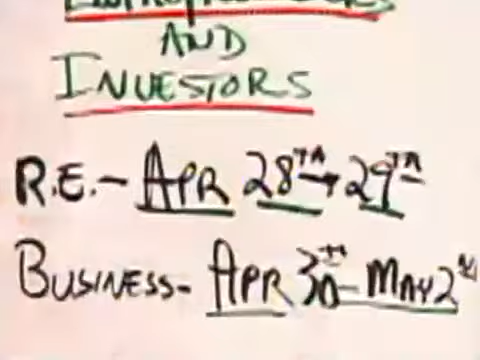 AND
INVESTORS
R.E.- APR 28TH→29TH
BUSINESS- APR 30TH- MAY 2ND